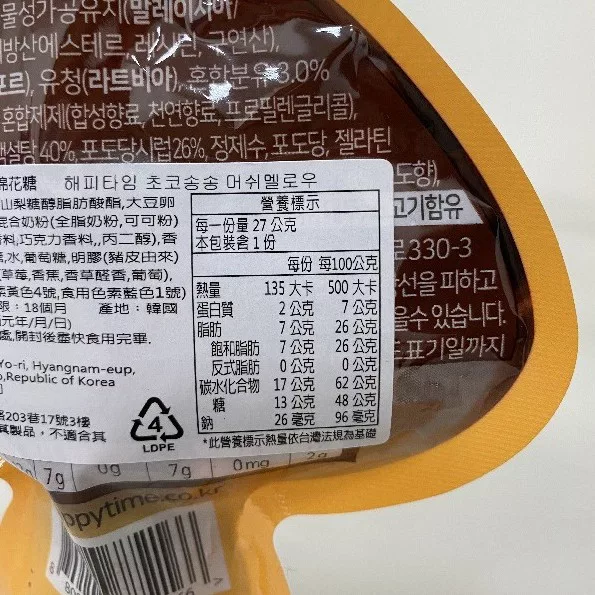 물성가공유지(말레이시아/
방산에스테르, 레시틴, 구연산),
유청(라트비아), 혼합분유 3.0%
혼합제제(합성향료, 천연향료, 프로필렌글리콜),
백설탕 40%, 포도당시럽 26%, 정제수, 포도당, 젤라틴
도향),
고기함유
330-3
선을 피하고
을수 있습니다.
표기일까지
棉花糖 해피타임 초코송송 머쉬멜로우
山梨糖醇脂肪酸酯,大豆卵
混合奶粉(全脂奶粉,可可粉)
料,巧克力香料,,丙二醇),香
,水,葡萄糖,明膠(豬皮由來)
(草莓,香蕉,香草醛香,葡萄),
黃色4號,食用色素藍色1號)
限:18個月 產地:韓國
元年/月/日)
處,開封後盡快食用完畢.
Yo-ri, Hyangnam-eup,
,Republic of Korea
203巷17號3樓
其製品,不適合其
4
LDPE
營養標示
每一份量 27 公克
本包裝含 1 份
每份 每100公克
熱量 135 大卡 500 大卡
蛋白質 2 公克 7 公克
脂肪 7 公克 26 公克
飽和脂肪 7 公克 26 公克
反式脂肪 0 公克 0 公克
碳水化合物 17 公克 62 公克
糖 13 公克 48 公克
鈉 26 毫克 96 毫克
*此營養標示熱量依台灣法規為基礎
7g 0g 7g 0mg
ppytime.co.kr